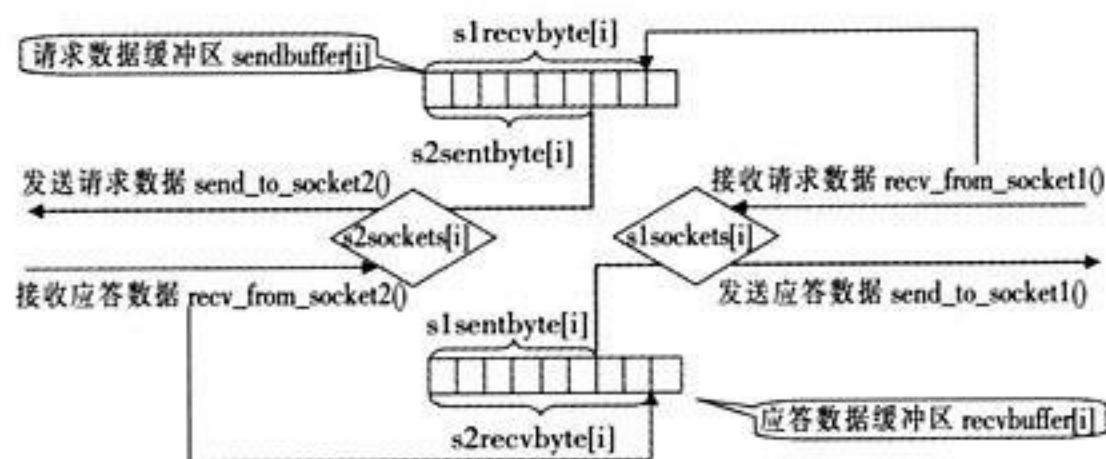 s1recvbyte[i]
请求数据缓冲区 sendbuffer[i]
s2sentbyte[i]
发送请求数据 send_to_socket2()
接收请求数据 recv_from_socket1()
s2sockets[i]
s1sockets[i]
接收应答数据 recv_from_socket2()
发送应答数据 send_to_socket1()
s1sentbyte[i]
应答数据缓冲区 recvbuffer[i]
s2recvbyte[i]